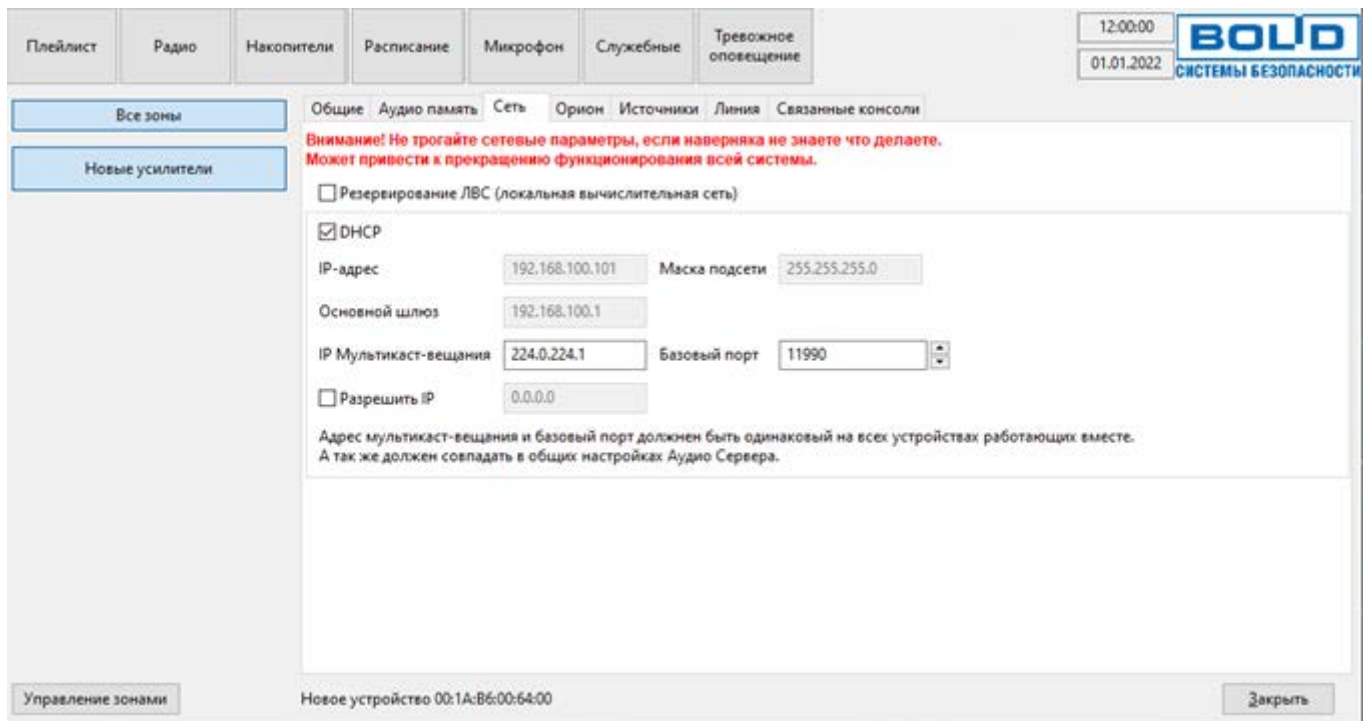 Плейлист
Радио
Накопители
Расписание
Микрофон
Служебные
Тревожное
оповещение
12:00:00
01.01.2022
BOLID
СИСТЕМЫ БЕЗОПАСНОСТИ
Все зоны
Новые усилители
Общие Аудио память Сеть Орион Источники Линия Связанные консоли
Внимание! Не трогайте сетевые параметры, если наверняка не знаете что делаете.
Может привести к прекращению функционирования всей системы.
Резервирование ЛВС (локальная вычислительная сеть)
DHCP
IP-адрес 192.168.100.101 Маска подсети 255.255.255.0
Основной шлюз 192.168.100.1
IP Мультикаст-вещания 224.0.224.1 Базовый порт 11990
Разрешить IP 0.0.0.0
Адрес мультикаст-вещания и базовый порт должнен быть одинаковый на всех устройствах работающих вместе.
А так же должен совпадать в общих настройках Аудио Сервера.
Управление зонами
Новое устройство 00:1A:B6:00:64:00
Закрыть